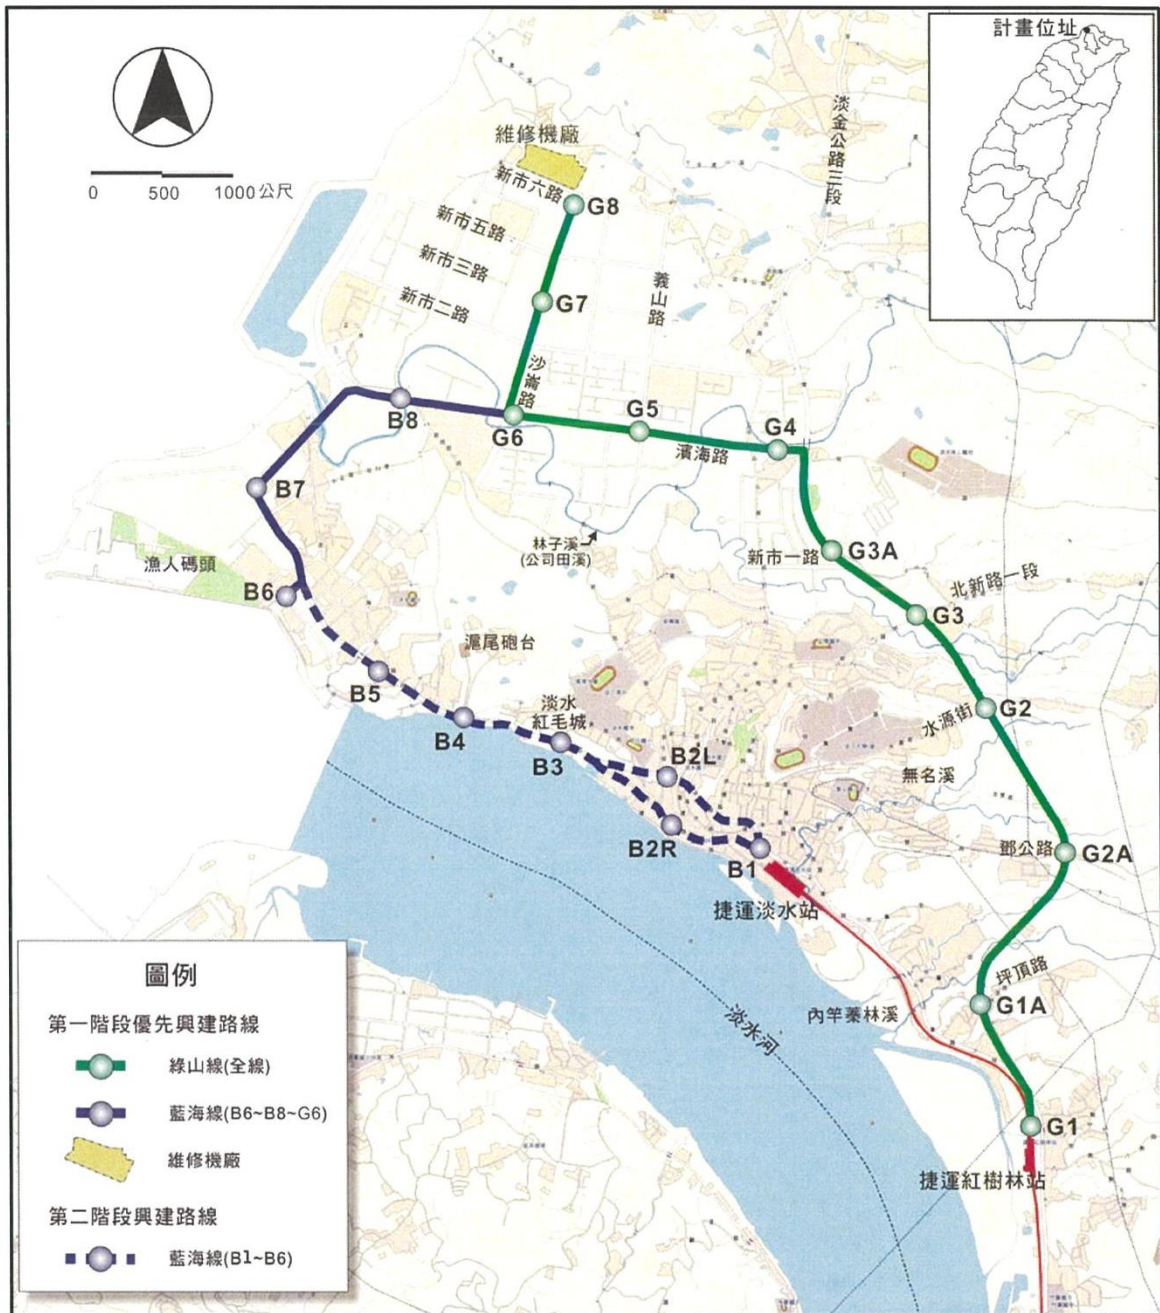 計畫位址
0 500 1000公尺
維修機廠
淡金公路三段
新市六路
G8
新市五路
新市三路
義山路
新市二路
G7
沙崙路
B8
G6
G5
G4
濱海路
B7
林子溪
(公司田溪)
新市一路
G3A
漁人碼頭
北新路一段
B6
G3
滬尾砲台
B5
淡水
紅毛城
水源街
G2
B4
B3
B2L
無名溪
B2R
B1
鄧公路
G2A
捷運淡水站
坪頂路
圖例
內竿蓁林溪
G1A
第一階段優先興建路線
淡水河
綠山線(全線)
藍海線(B6~B8~G6)
G1
維修機廠
捷運紅樹林站
第二階段興建路線
藍海線(B1~B6)